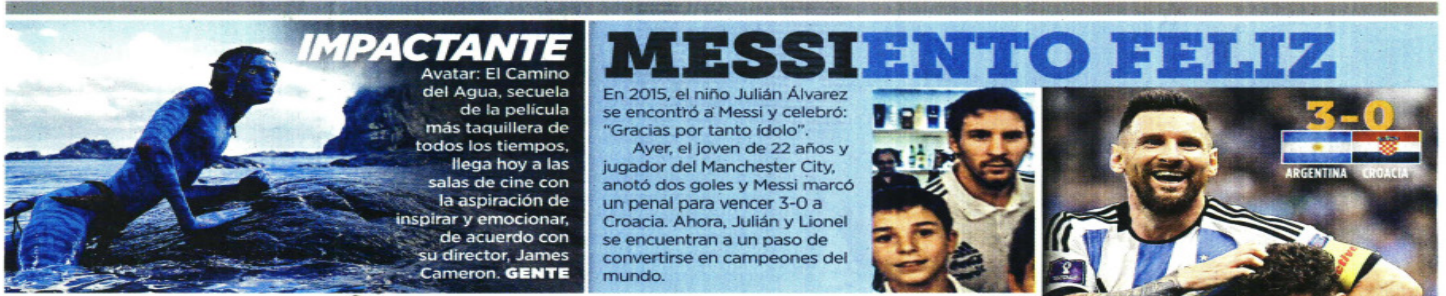 IMPACTANTE
Avatar: El Camino
del Agua, secuela
de la película
más taquillera de
todos los tiempos,
llega hoy a las
salas de cine con
la aspiración de
inspirar y emocionar,
de acuerdo con
su director, James
Cameron. GENTE
MESSIENTO FELIZ
En 2015, el niño Julián Álvarez
se encontró a Messi y celebró:
"Gracias por tanto ídolo".
Ayer, el joven de 22 años y
jugador del Manchester City,
anotó dos goles y Messi marcó
un penal para vencer 3-0 a
Croacia. Ahora, Julián y Lionel
se encuentran a un paso de
convertirse en campeones del
mundo.
3-0
ARGENTINA CROACIA